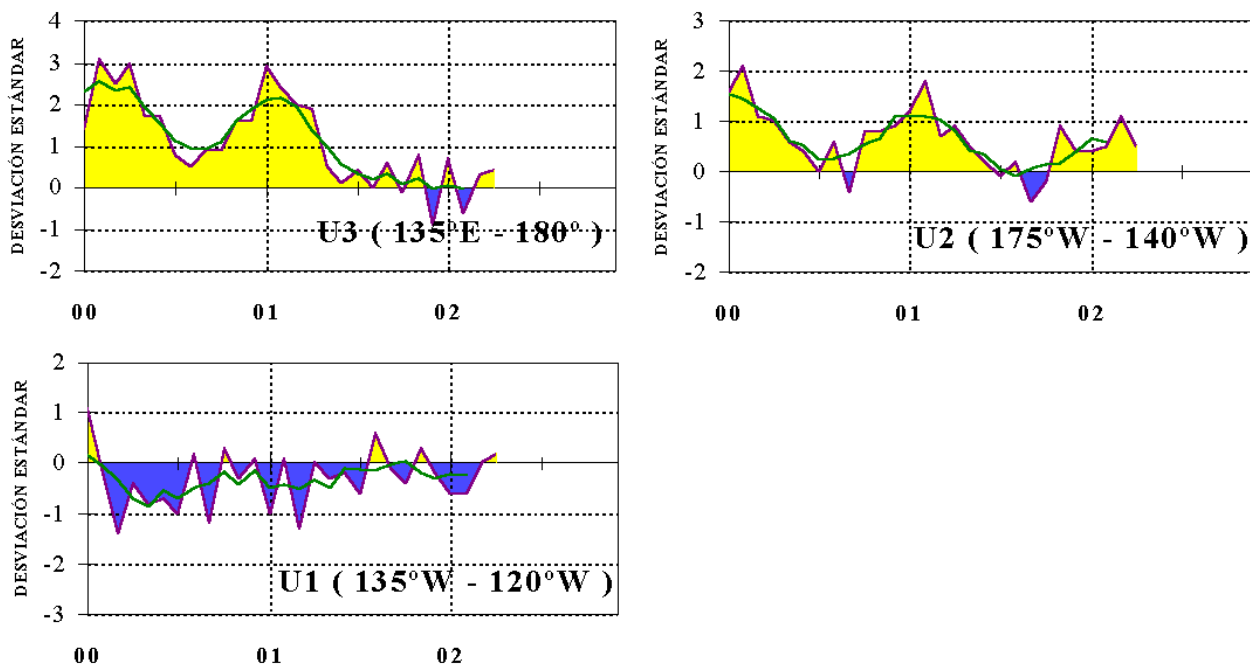 DESVIACIÓN ESTÁNDAR
4
3
2
1
0
-1
-2
U3 ( 135°E - 180° )
00 01 02
DESVIACIÓN ESTÁNDAR
3
2
1
0
-1
-2
U2 ( 175°W - 140°W )
00 01 02
DESVIACIÓN ESTÁNDAR
2
1
0
-1
-2
-3
U1 ( 135°W - 120°W )
00 01 02